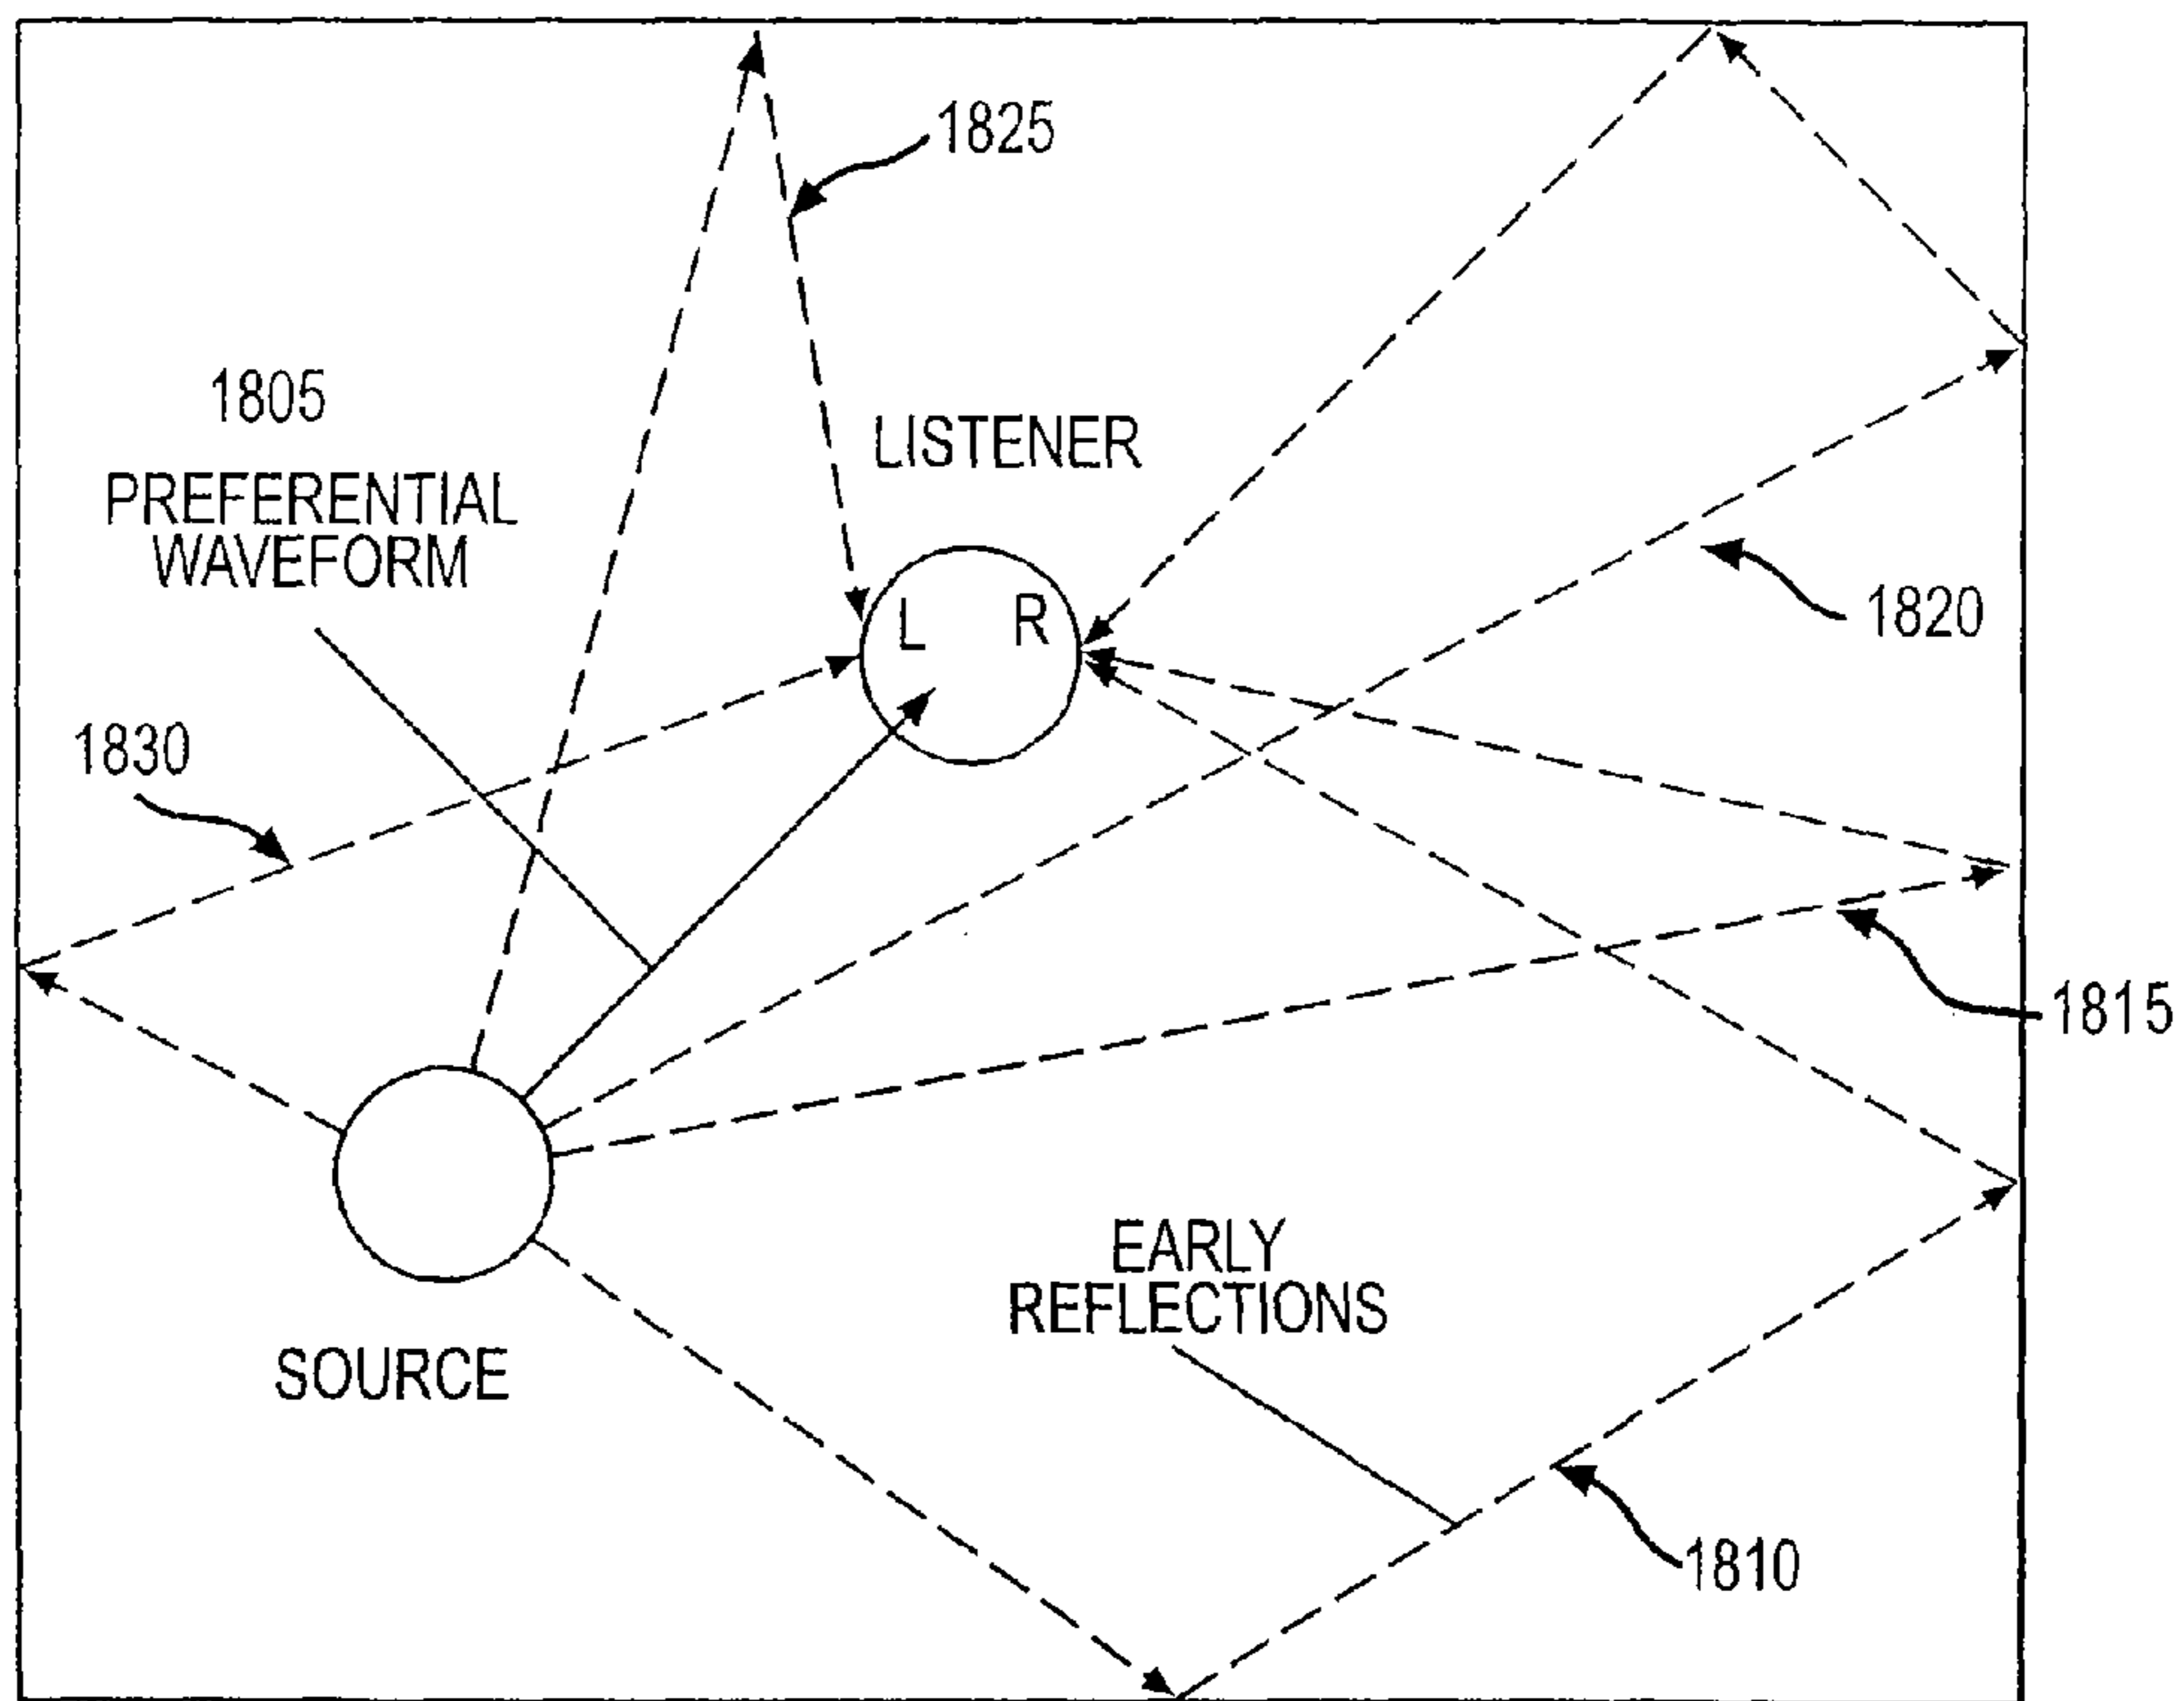 1825
1805
PREFERENTIAL
WAVEFORM
LISTENER
L R
1820
1830
1815
EARLY
REFLECTIONS
SOURCE
1810